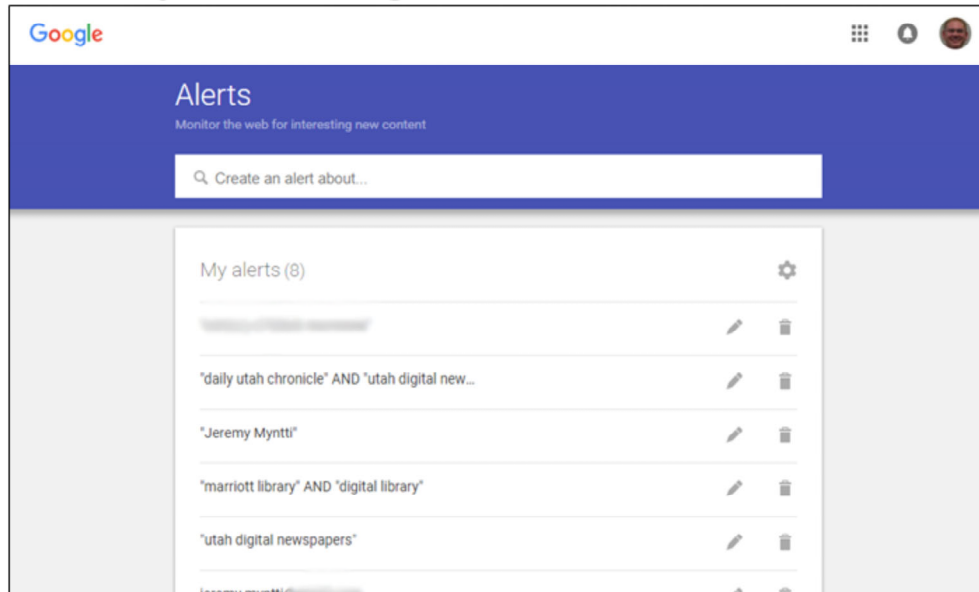 Google
Alerts
Monitor the web for interesting new content
Create an alert about...
My alerts (8)
"daily utah chronicle" AND "utah digital new...
"Jeremy Myntti"
"marriott library" AND "digital library"
"utah digital newspapers"